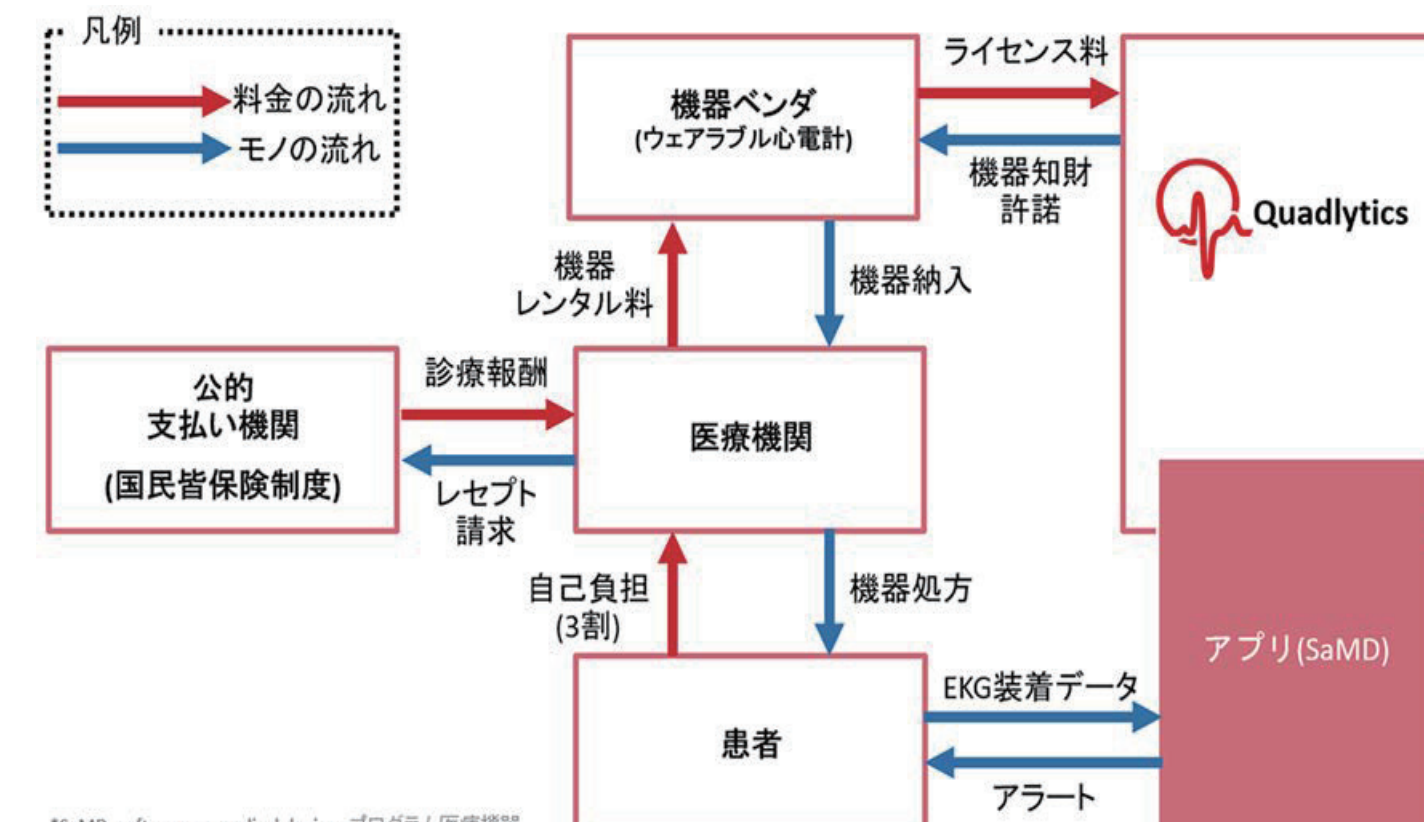 凡例
料金の流れ
モノの流れ
機器ベンダ
(ウェアラブル心電計)
ライセンス料
機器知財
許諾
Quadlytics
機器
レンタル料
機器納入
公的
支払い機関
(国民皆保険制度)
診療報酬
レセプト
請求
医療機関
自己負担
(3割)
機器処方
アプリ(SaMD)
患者
EKG装着データ
アラート